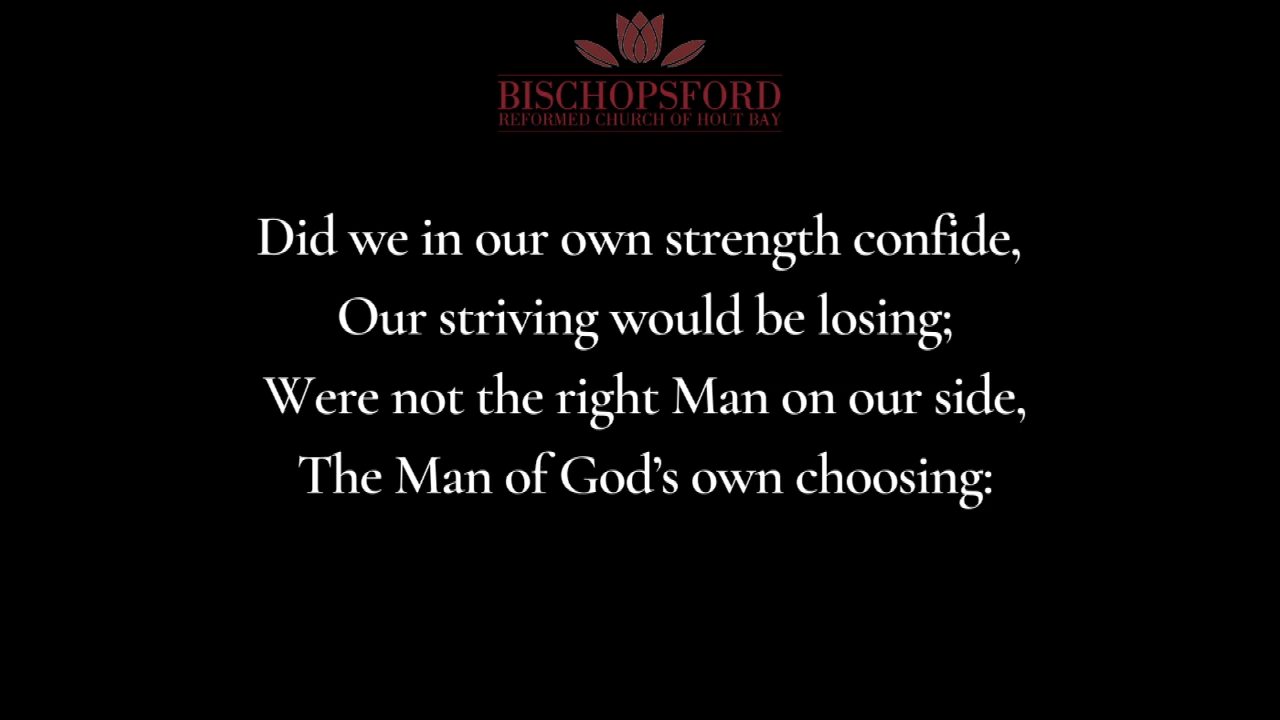 BISCHOPSFORD
REFORMED CHURCH OF HOUT BAY
Did we in our own strength confide,
Our striving would be losing;
Were not the right Man on our side,
The Man of God’s own choosing: